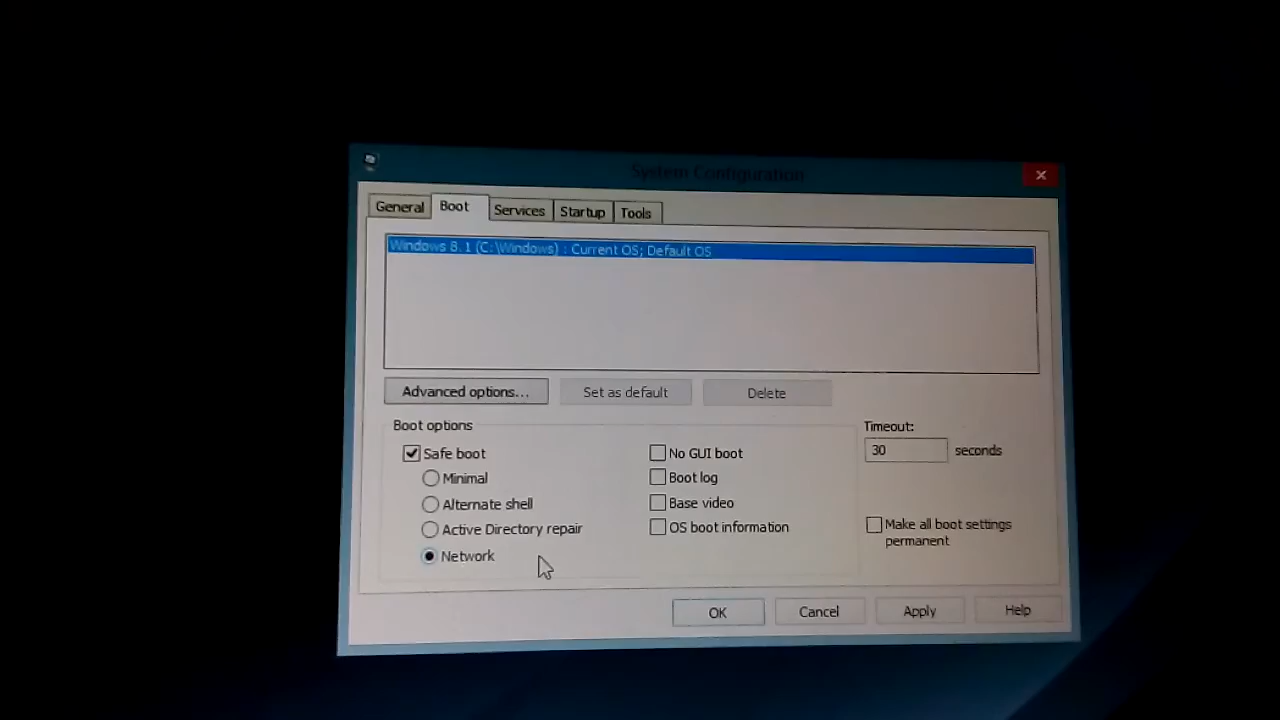 System Configuration
General Boot Services Startup Tools
Windows 8.1 (C:\Windows) : Current OS; Default OS
Advanced options... Set as default Delete
Boot options
Timeout:
Safe boot No GUI boot 30 seconds
Minimal Boot log
Alternate shell Base video
Active Directory repair OS boot information Make all boot settings
permanent
Network
OK Cancel Apply Help